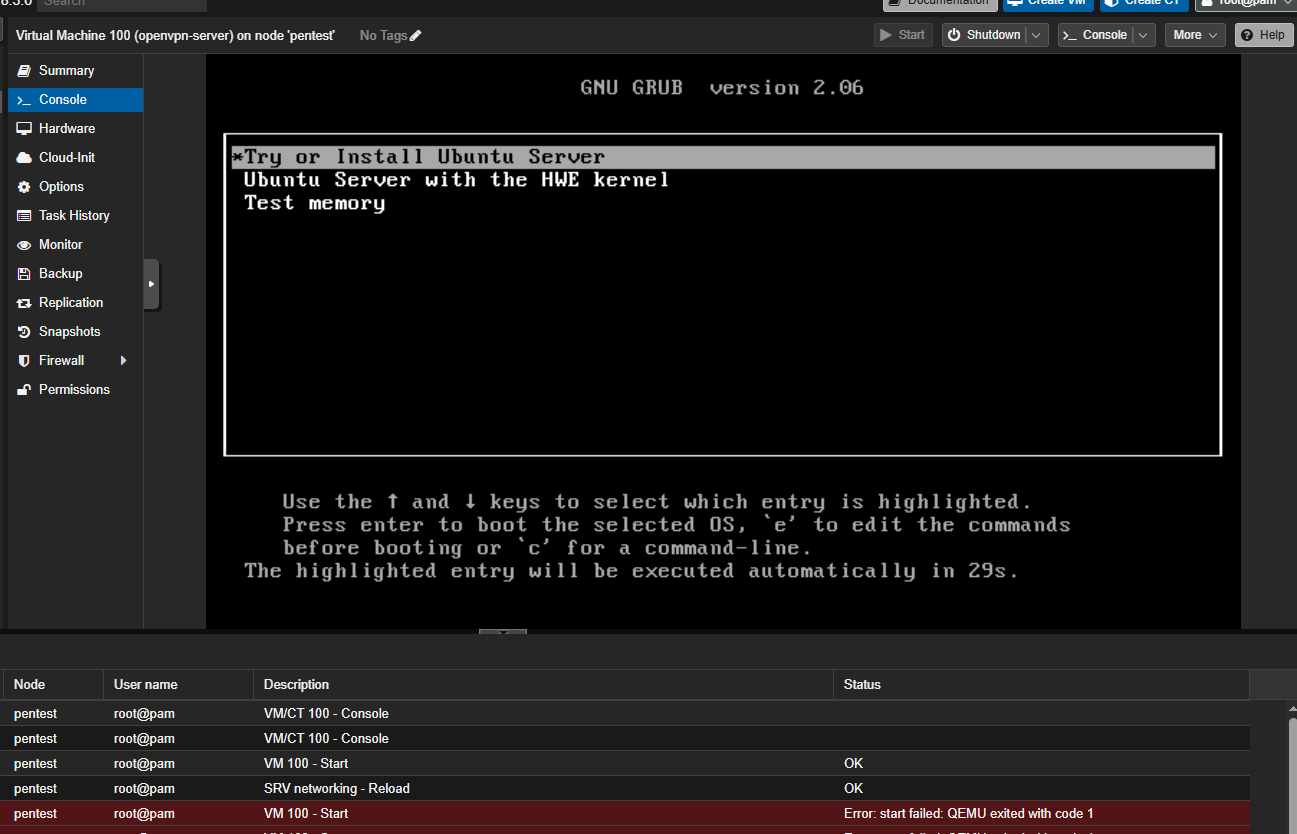 8.3.0 Search Documentation Create VM Create CT root@pam
Virtual Machine 100 (openvpn-server) on node 'pentest' No Tags Start Shutdown Console More Help
Summary
Console
Hardware
Cloud-Init
Options
Task History
Monitor
Backup
Replication
Snapshots
Firewall
Permissions
GNU GRUB version 2.06
*Try or Install Ubuntu Server
Ubuntu Server with the HWE kernel
Test memory
Use the ↑ and ↓ keys to select which entry is highlighted.
Press enter to boot the selected OS, `e' to edit the commands
before booting or `c' for a command-line.
The highlighted entry will be executed automatically in 29s.
Node User name Description Status
pentest root@pam VM/CT 100 - Console
pentest root@pam VM/CT 100 - Console
pentest root@pam VM 100 - Start OK
pentest root@pam SRV networking - Reload OK
pentest root@pam VM 100 - Start Error: start failed: QEMU exited with code 1